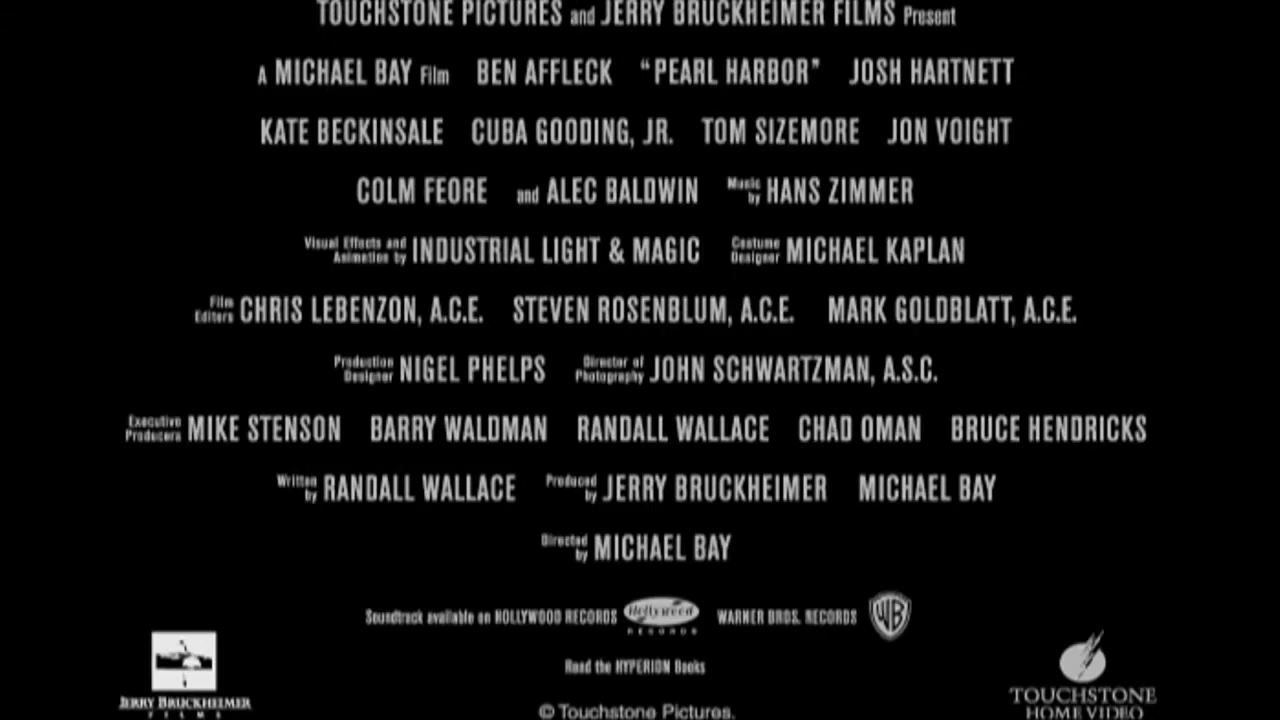 TOUCHSTONE PICTURES and JERRY BRUCKHEIMER FILMS Present
A MICHAEL BAY Film BEN AFFLECK "PEARL HARBOR" JOSH HARTNETT
KATE BECKINSALE CUBA GOODING, JR. TOM SIZEMORE JON VOIGHT
COLM FEORE and ALEC BALDWIN Music by HANS ZIMMER
Visual Effects and Animation by INDUSTRIAL LIGHT & MAGIC Costume Designer MICHAEL KAPLAN
Film Editors CHRIS LEBENZON, A.C.E. STEVEN ROSENBLUM, A.C.E. MARK GOLDBLATT, A.C.E.
Production Designer NIGEL PHELPS Director of Photography JOHN SCHWARTZMAN, A.S.C.
Executive Producers MIKE STENSON BARRY WALDMAN RANDALL WALLACE CHAD OMAN BRUCE HENDRICKS
Written by RANDALL WALLACE Produced by JERRY BRUCKHEIMER MICHAEL BAY
Directed by MICHAEL BAY
Soundtrack available on HOLLYWOOD RECORDS Hollywood RECORDS WARNER BROS. RECORDS WB
Read the HYPERION Books
JERRY BRUCKHEIMER
FILMS
© Touchstone Pictures.
TOUCHSTONE
HOME VIDEO